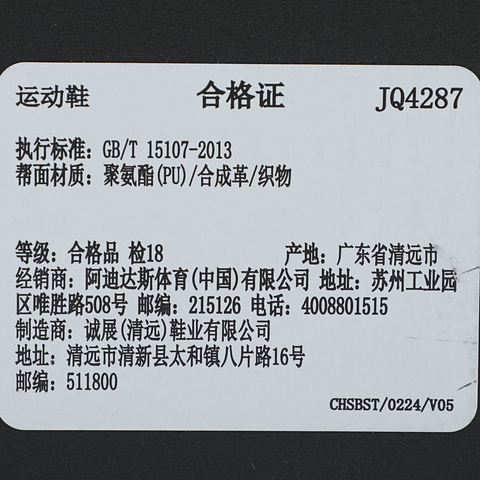 运动鞋 合格证 JQ4287
执行标准: GB/T 15107-2013
帮面材质: 聚氨酯(PU)/合成革/织物
等级: 合格品 检18 产地: 广东省清远市
经销商: 阿迪达斯体育(中国)有限公司 地址: 苏州工业园
区唯胜路508号 邮编: 215126 电话: 4008801515
制造商: 诚展(清远)鞋业有限公司
地址: 清远市清新县太和镇八片路16号
邮编: 511800
CHSBST/0224/V05